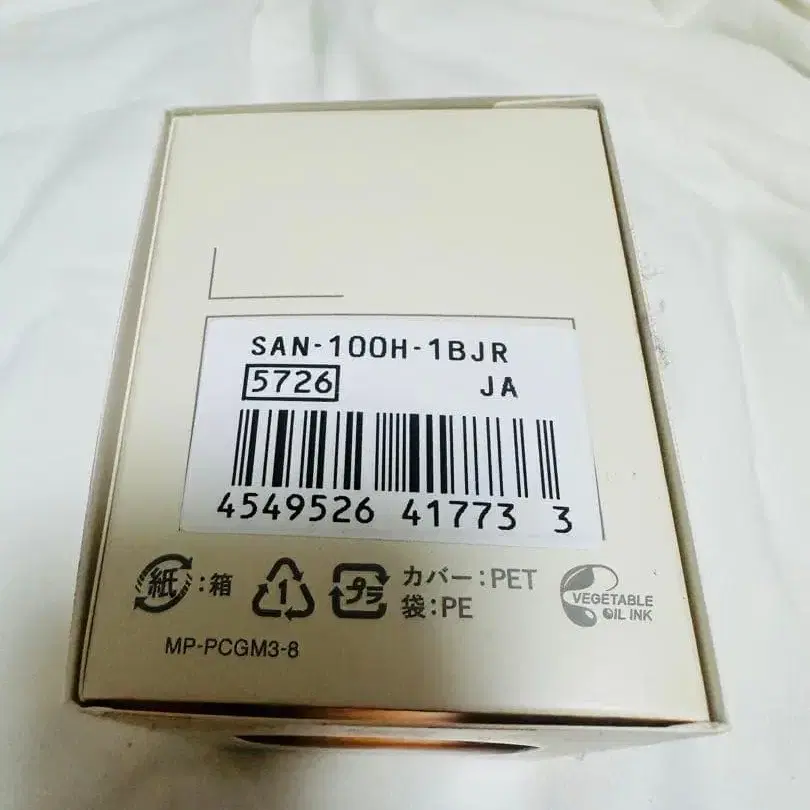 SAN-100H-1BJR
5726 JA
4549526 41773 3
紙:箱
1
プラ
カバー:PET
袋:PE
VEGETABLE
OIL INK
MP-PCGM3-8